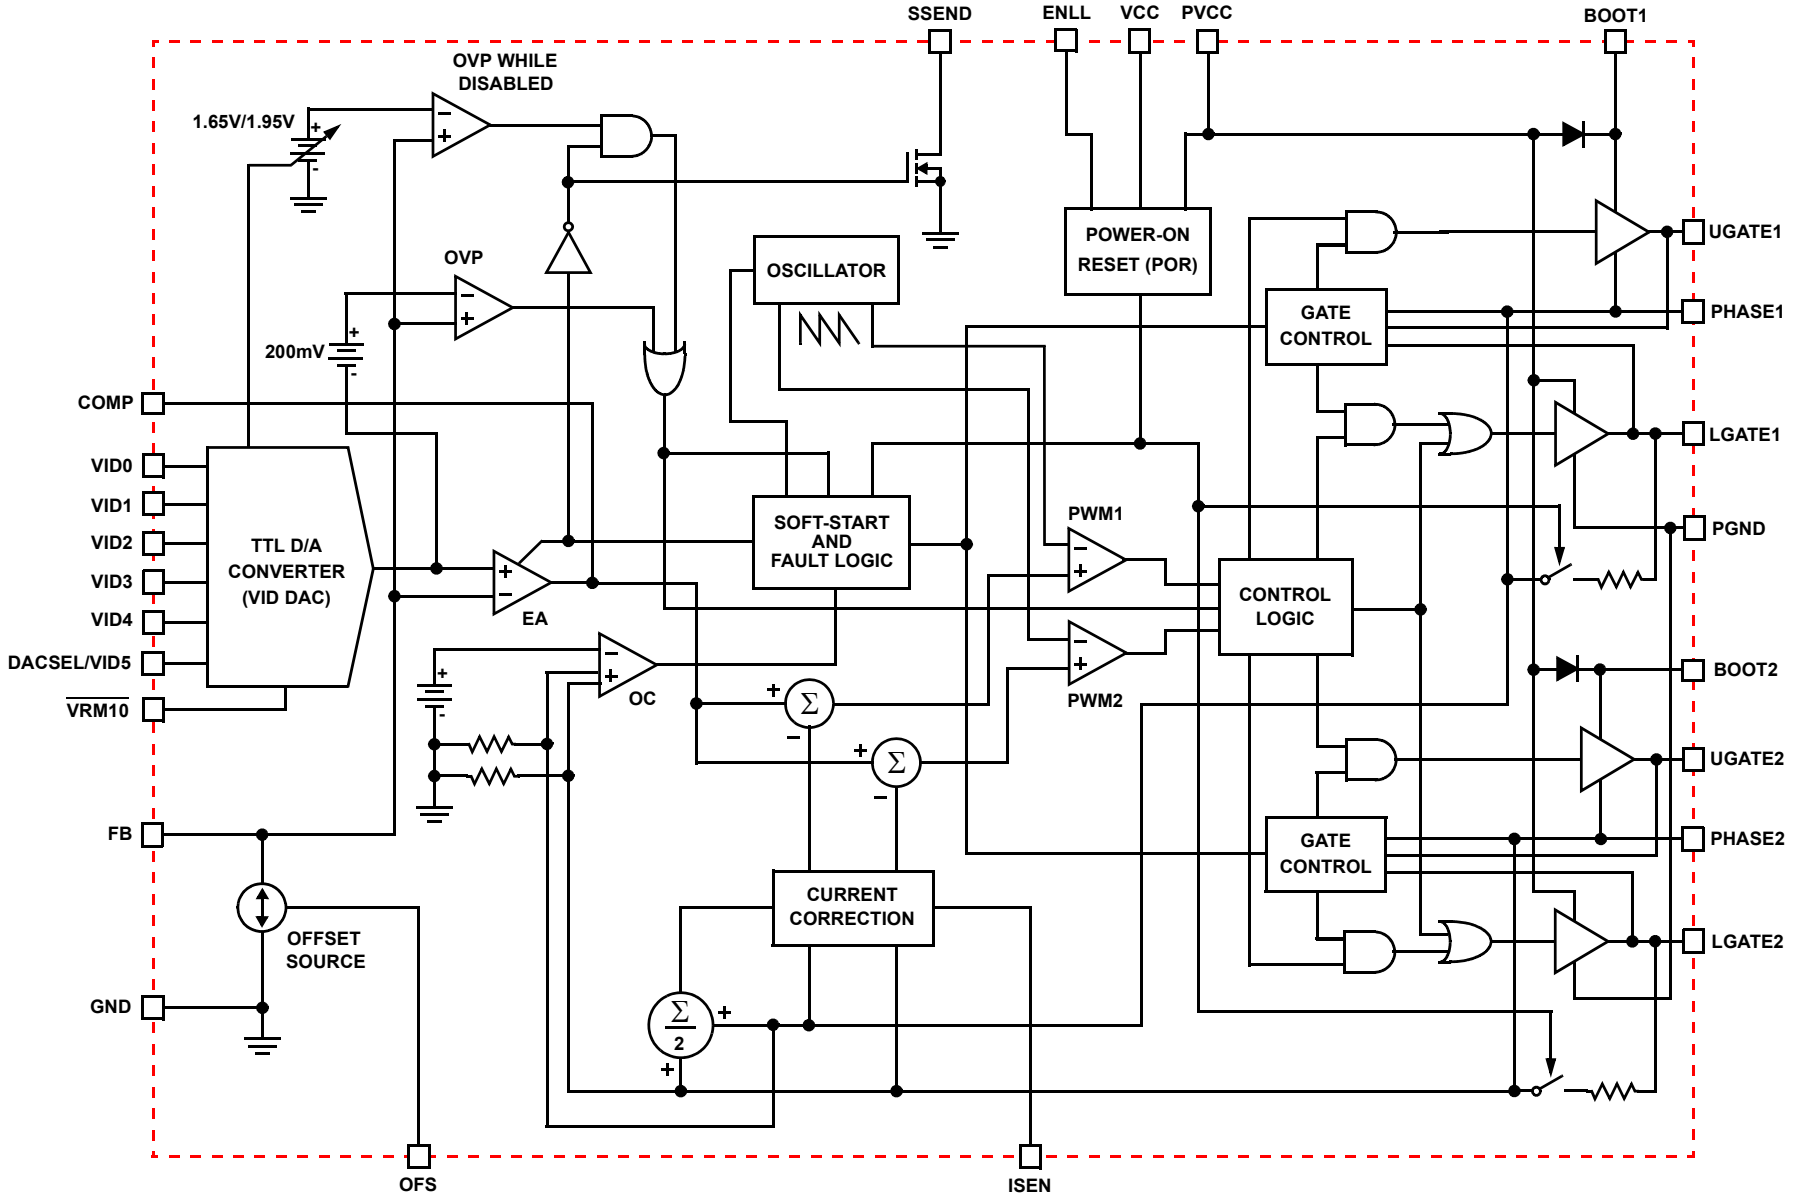 SSEND
ENLL
VCC
PVCC
BOOT1
OVP WHILE
DISABLED
1.65V/1.95V
+
-
−
+
OVP
−
+
200mV
+
-
OSCILLATOR
POWER-ON
RESET (POR)
UGATE1
PHASE1
GATE
CONTROL
COMP
LGATE1
VID0
VID1
VID2
VID3
VID4
DACSEL/VID5
VRM10
TTL D/A
CONVERTER
(VID DAC)
+
−
EA
SOFT-START
AND
FAULT LOGIC
PWM1
−
+
PGND
CONTROL
LOGIC
−
+
PWM2
+
-
−
+
OC
+
Σ
−
+
Σ
−
BOOT2
UGATE2
PHASE2
GATE
CONTROL
FB
CURRENT
CORRECTION
OFFSET
SOURCE
LGATE2
GND
Σ
2
+
+
OFS
ISEN